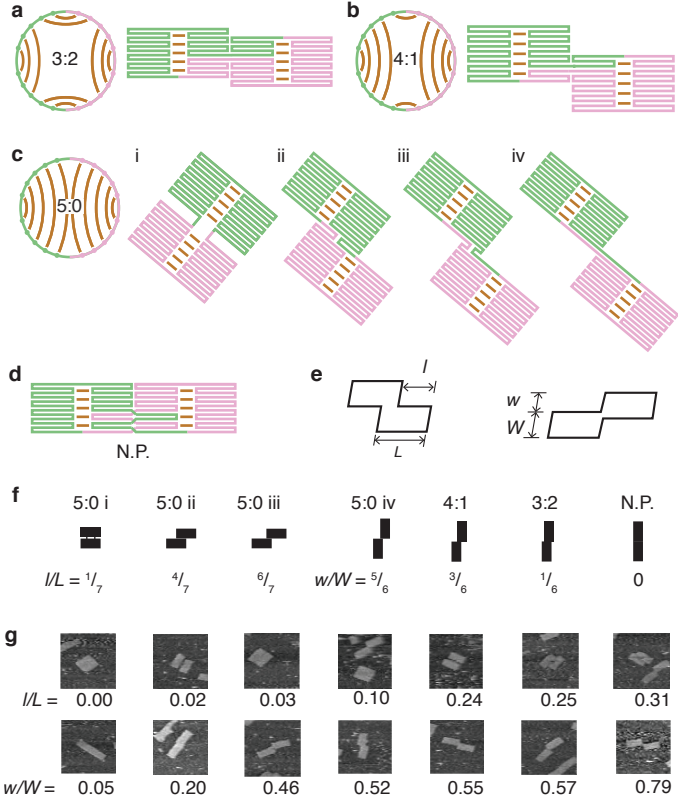 a
3:2
b
4:1
c
5:0
i
ii
iii
iv
d
N.P.
e
l
L
w
W
f
5:0 i
5:0 ii
5:0 iii
5:0 iv
4:1
3:2
N.P.
l/L = 1/7
4/7
6/7
w/W = 5/6
3/6
1/6
0
g
l/L =
0.00
0.02
0.03
0.10
0.24
0.25
0.31
w/W =
0.05
0.20
0.46
0.52
0.55
0.57
0.79